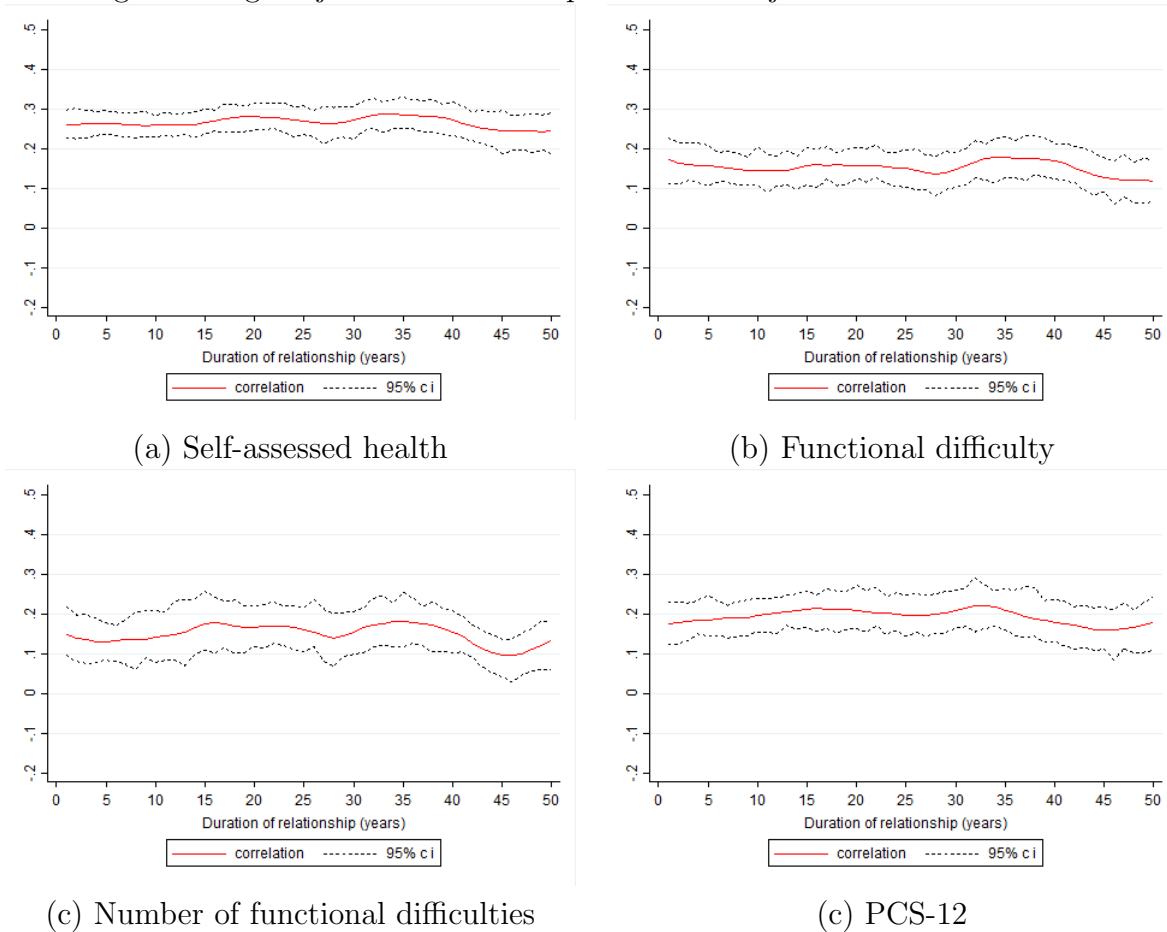 .5
.4
.3
.2
.1
0
-.1
-.2
0 5 10 15 20 25 30 35 40 45 50
Duration of relationship (years)
correlation 95% ci
(a) Self-assessed health
.5
.4
.3
.2
.1
0
-.1
-.2
0 5 10 15 20 25 30 35 40 45 50
Duration of relationship (years)
correlation 95% ci
(b) Functional difficulty
.5
.4
.3
.2
.1
0
-.1
-.2
0 5 10 15 20 25 30 35 40 45 50
Duration of relationship (years)
correlation 95% ci
(c) Number of functional difficulties
.5
.4
.3
.2
.1
0
-.1
-.2
0 5 10 15 20 25 30 35 40 45 50
Duration of relationship (years)
correlation 95% ci
(c) PCS-12